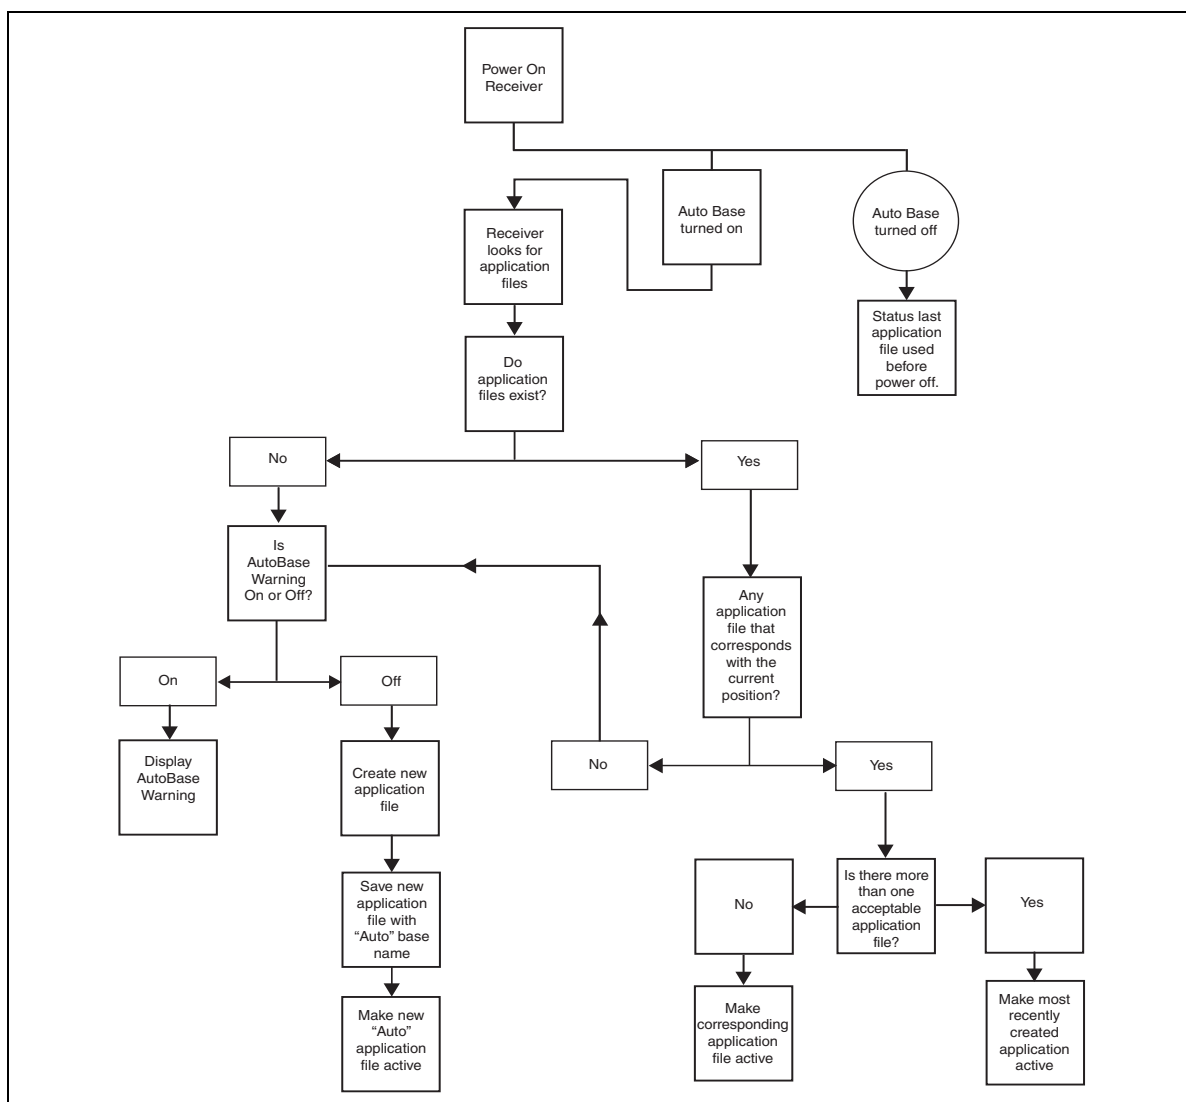 Power On
Receiver
Auto Base
turned on
Auto Base
turned off
Receiver
looks for
application
files
Status last
application
file used
before
power off.
Do
application
files exist?
No
Yes
Is
AutoBase
Warning
On or Off?
Any
application
file that
corresponds
with the
current
position?
On
Off
No
Yes
Display
AutoBase
Warning
Create new
application
file
Save new
application
file with
“Auto” base
name
No
Is there more
than one
acceptable
application
file?
Yes
Make new
“Auto”
application
file active
Make
corresponding
application
file active
Make most
recently
created
application
active